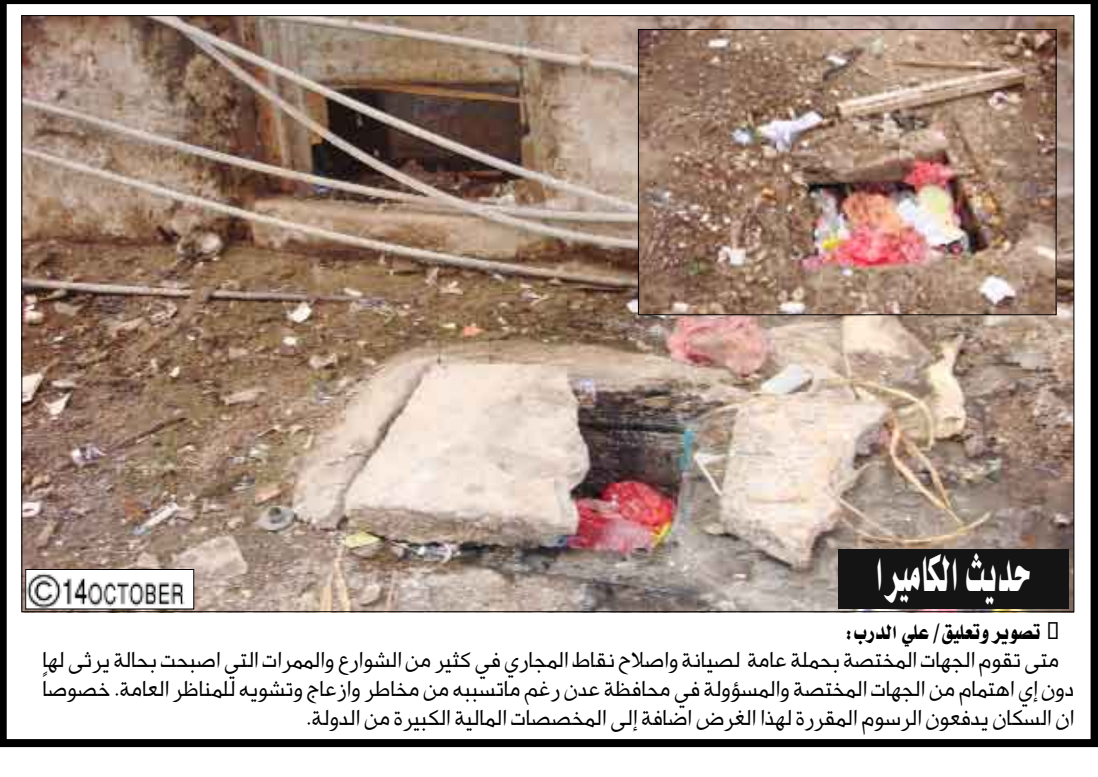 حديث الكاميرا
©14OCTOBER
تصوير وتعليق/ علي الدرب:
متى تقوم الجهات المختصة بحملة عامة لصيانة واصلاح نقاط المجاري في كثير من الشوارع والممرات التي اصبحت بحالة يرثى لها
دون إي اهتمام من الجهات المختصة والمسؤولة في محافظة عدن رغم ماتسببه من مخاطر وازعاج وتشويه للمناظر العامة. خصوصاً
ان السكان يدفعون الرسوم المقررة لهذا الغرض اضافة إلى المخصصات المالية الكبيرة من الدولة.